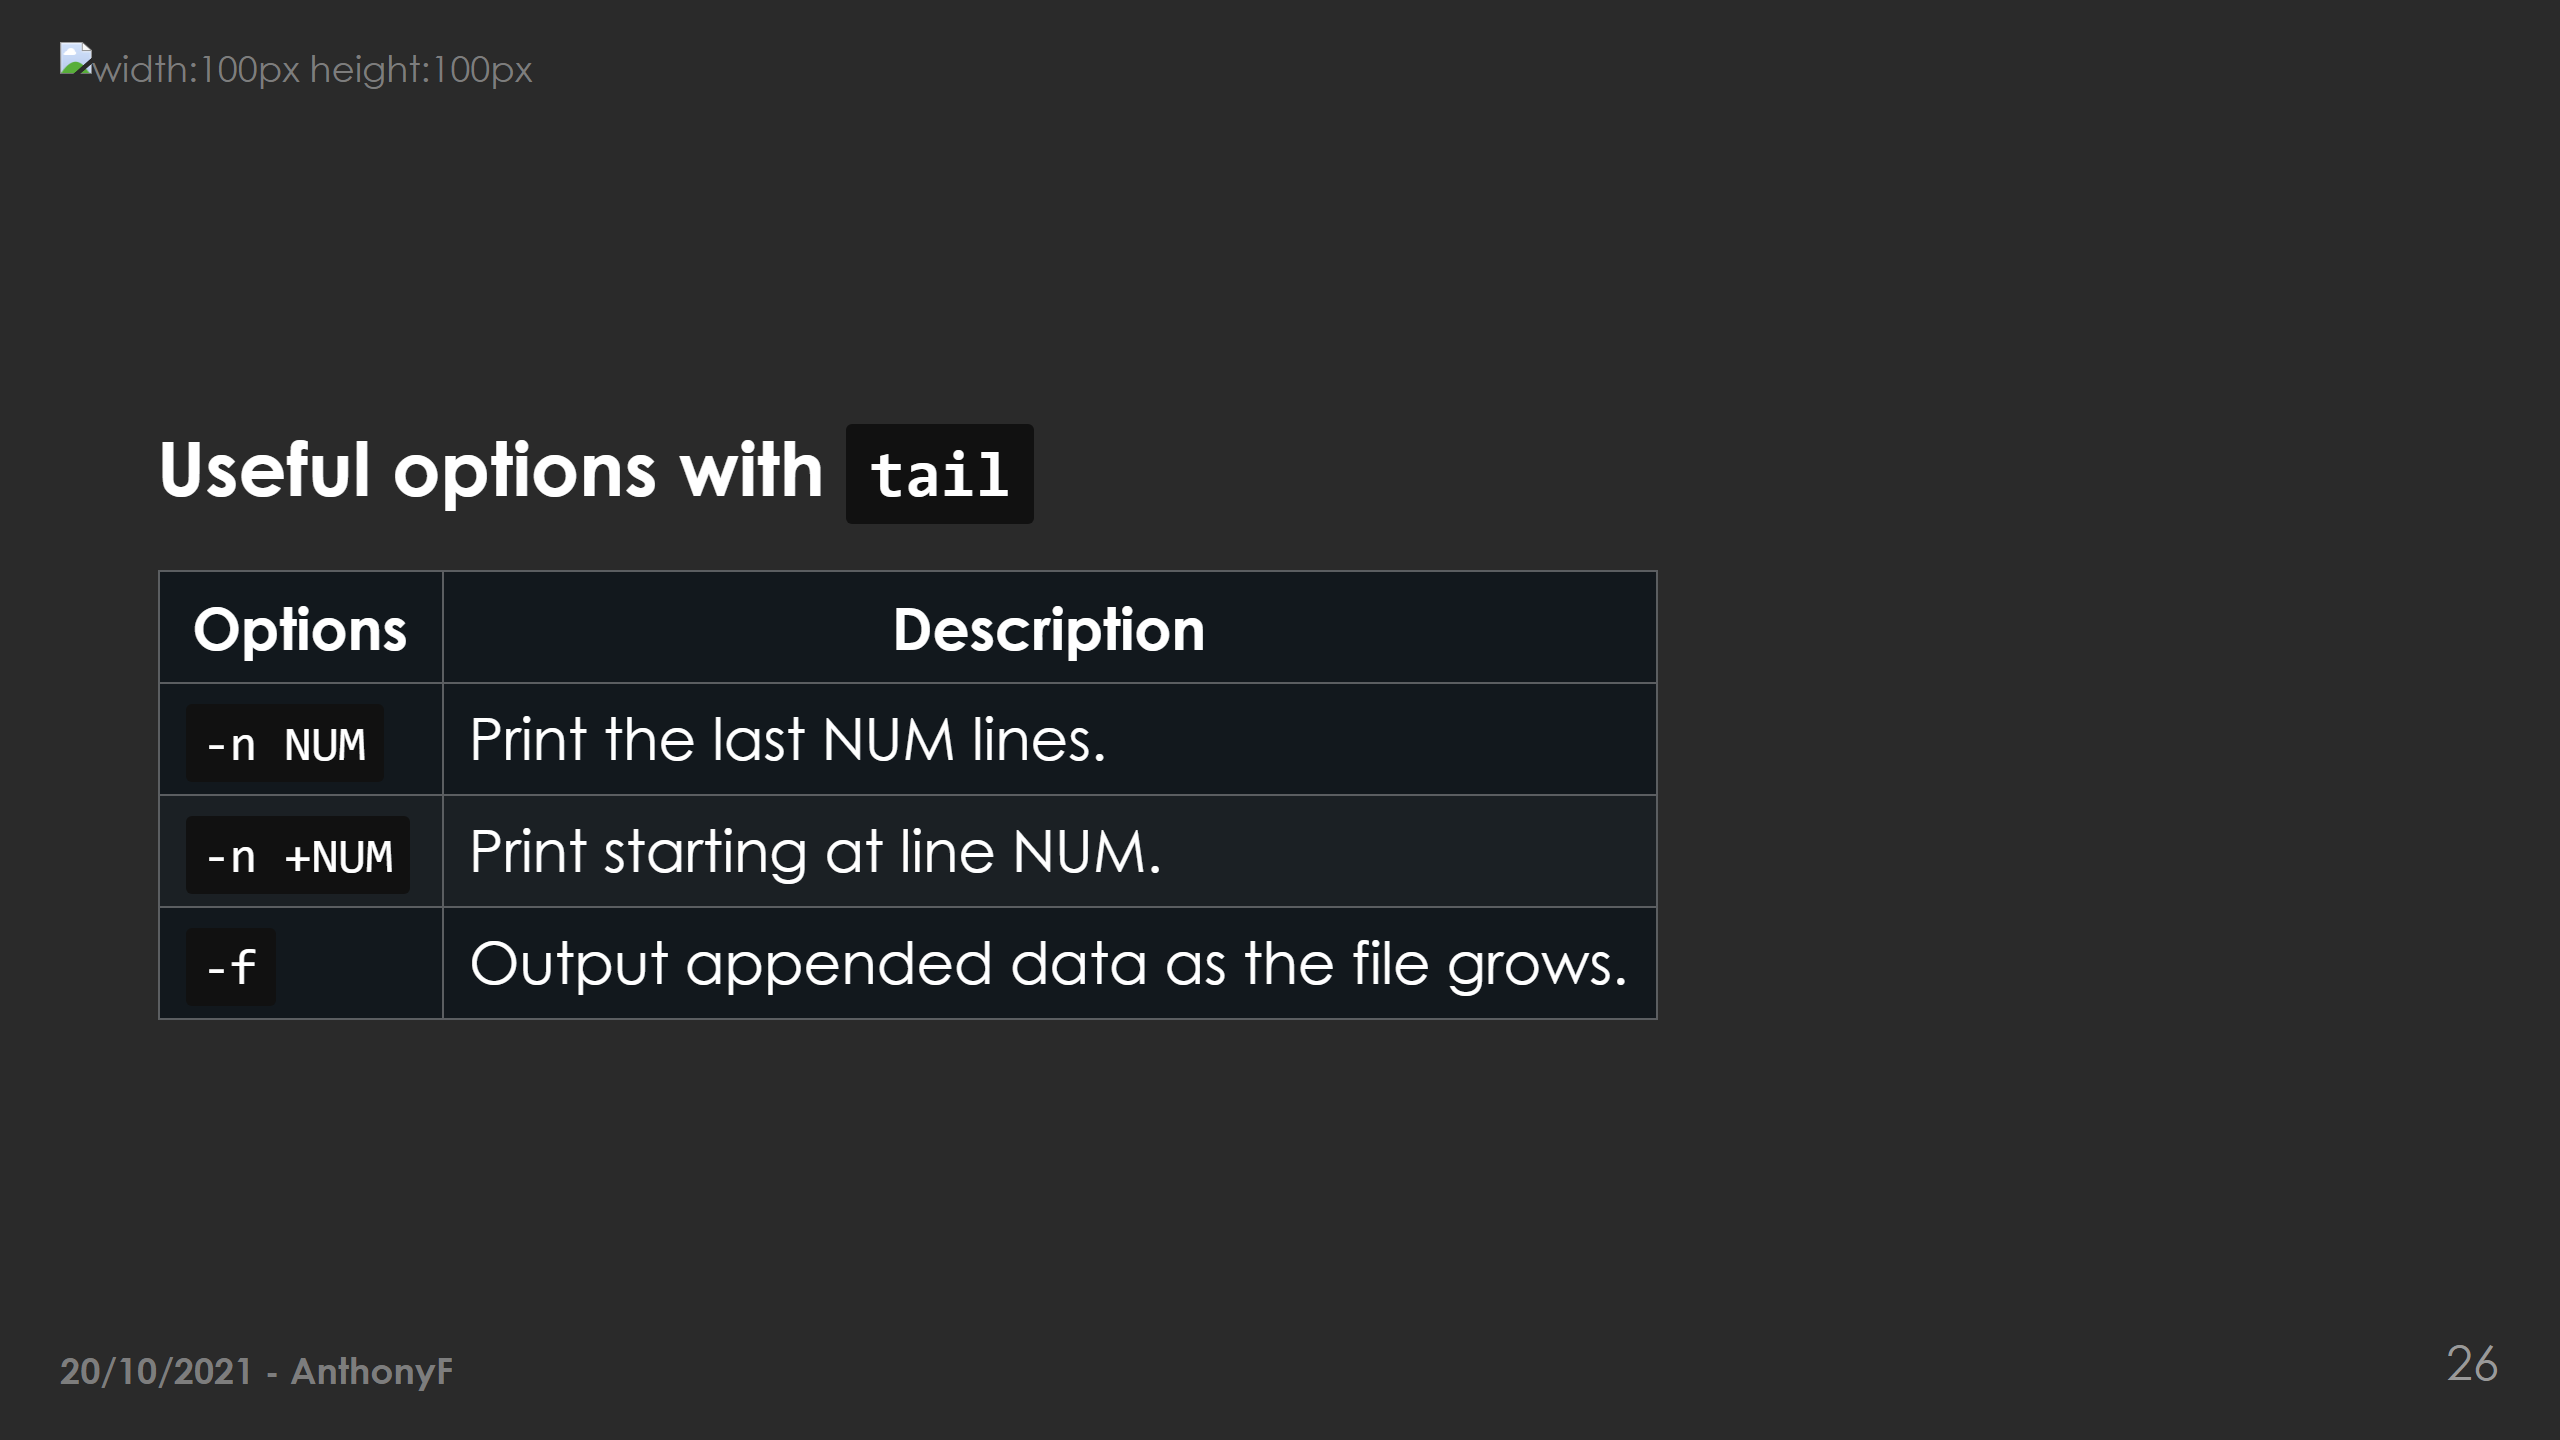 width:100px height:100px
Useful options with tail
Options Description
-n NUM Print the last NUM lines.
-n +NUM Print starting at line NUM.
-f Output appended data as the file grows.
20/10/2021 - AnthonyF
26